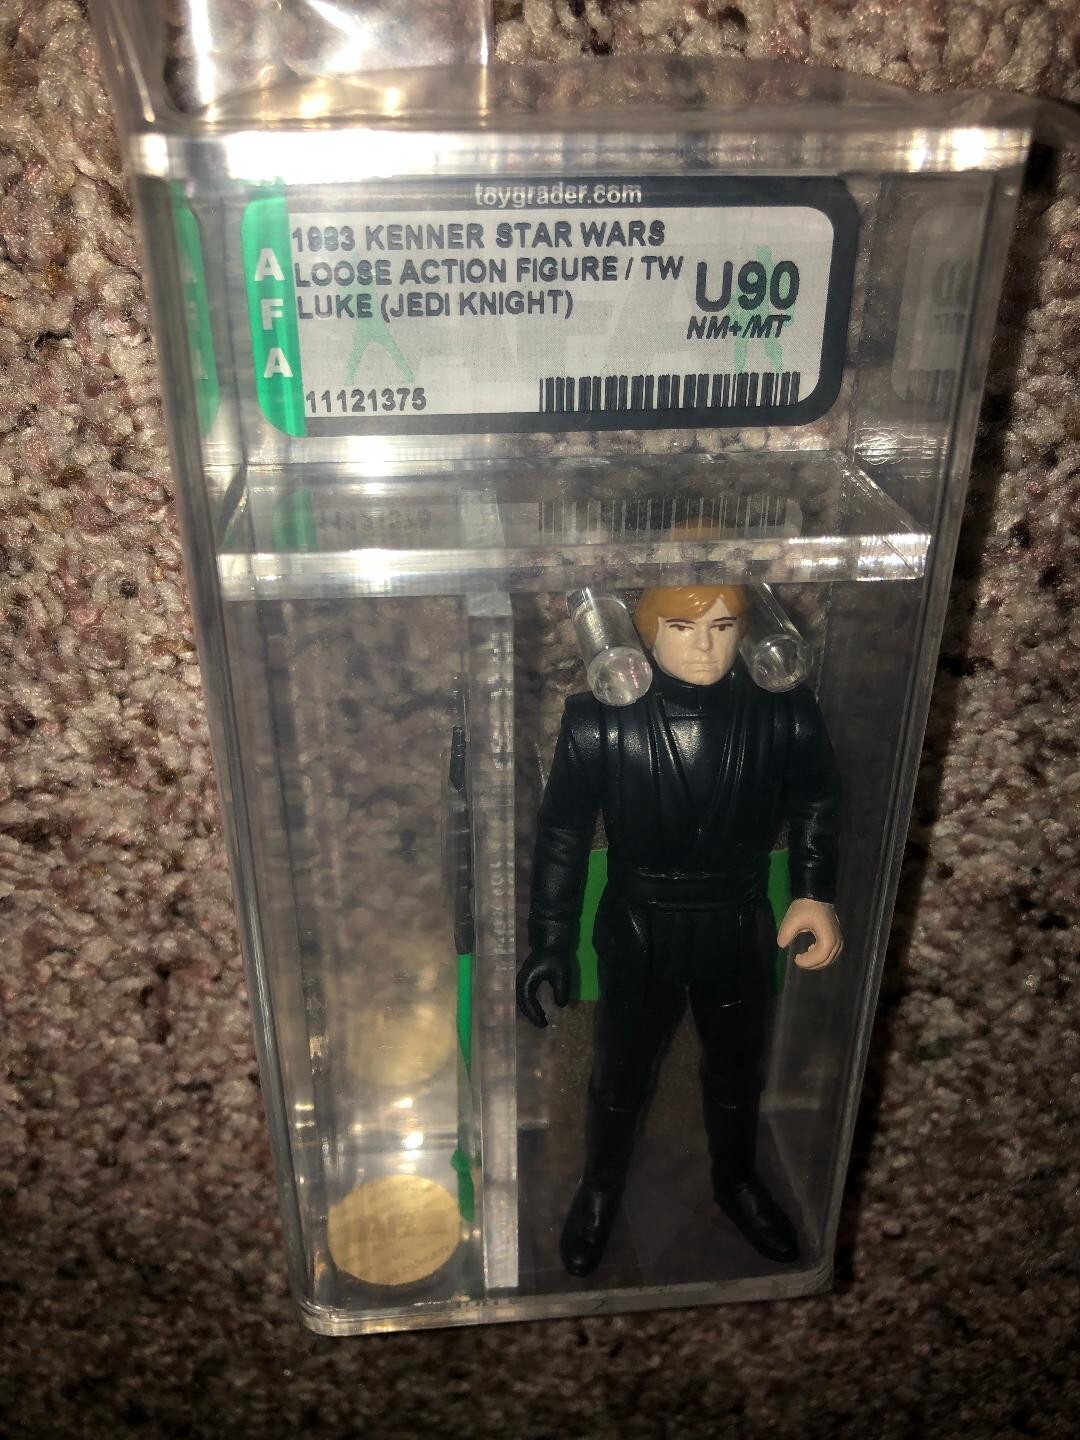 toygrader.com
AFA
1983 KENNER STAR WARS
LOOSE ACTION FIGURE / TW
LUKE (JEDI KNIGHT)
U90
NM+/MT
11121375